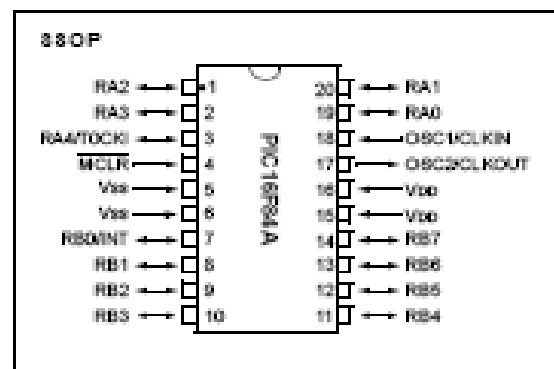 SSOP
RA2 1 20 RA1
RA3 2 19 RA0
RA4/T0CKI 3 18 OSC1/CLKIN
MCLR 4 17 OSC2/CLKOUT
Vss 5 16 VDD
Vss 6 15 VDD
RB0/INT 7 14 RB7
RB1 8 13 RB6
RB2 9 12 RB5
RB3 10 11 RB4
PIC16F84A